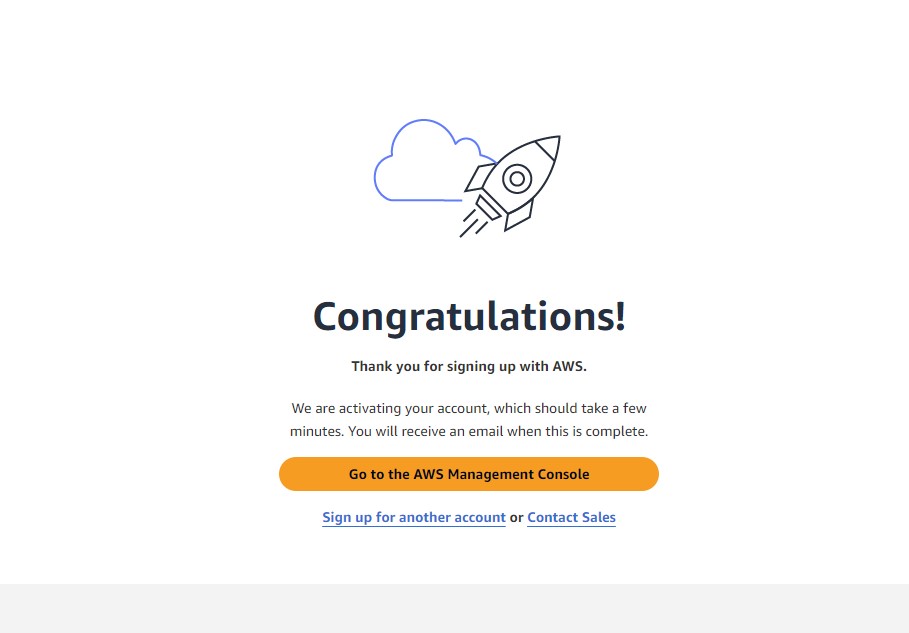 Congratulations!
Thank you for signing up with AWS.
We are activating your account, which should take a few
minutes. You will receive an email when this is complete.
Go to the AWS Management Console
Sign up for another account or Contact Sales